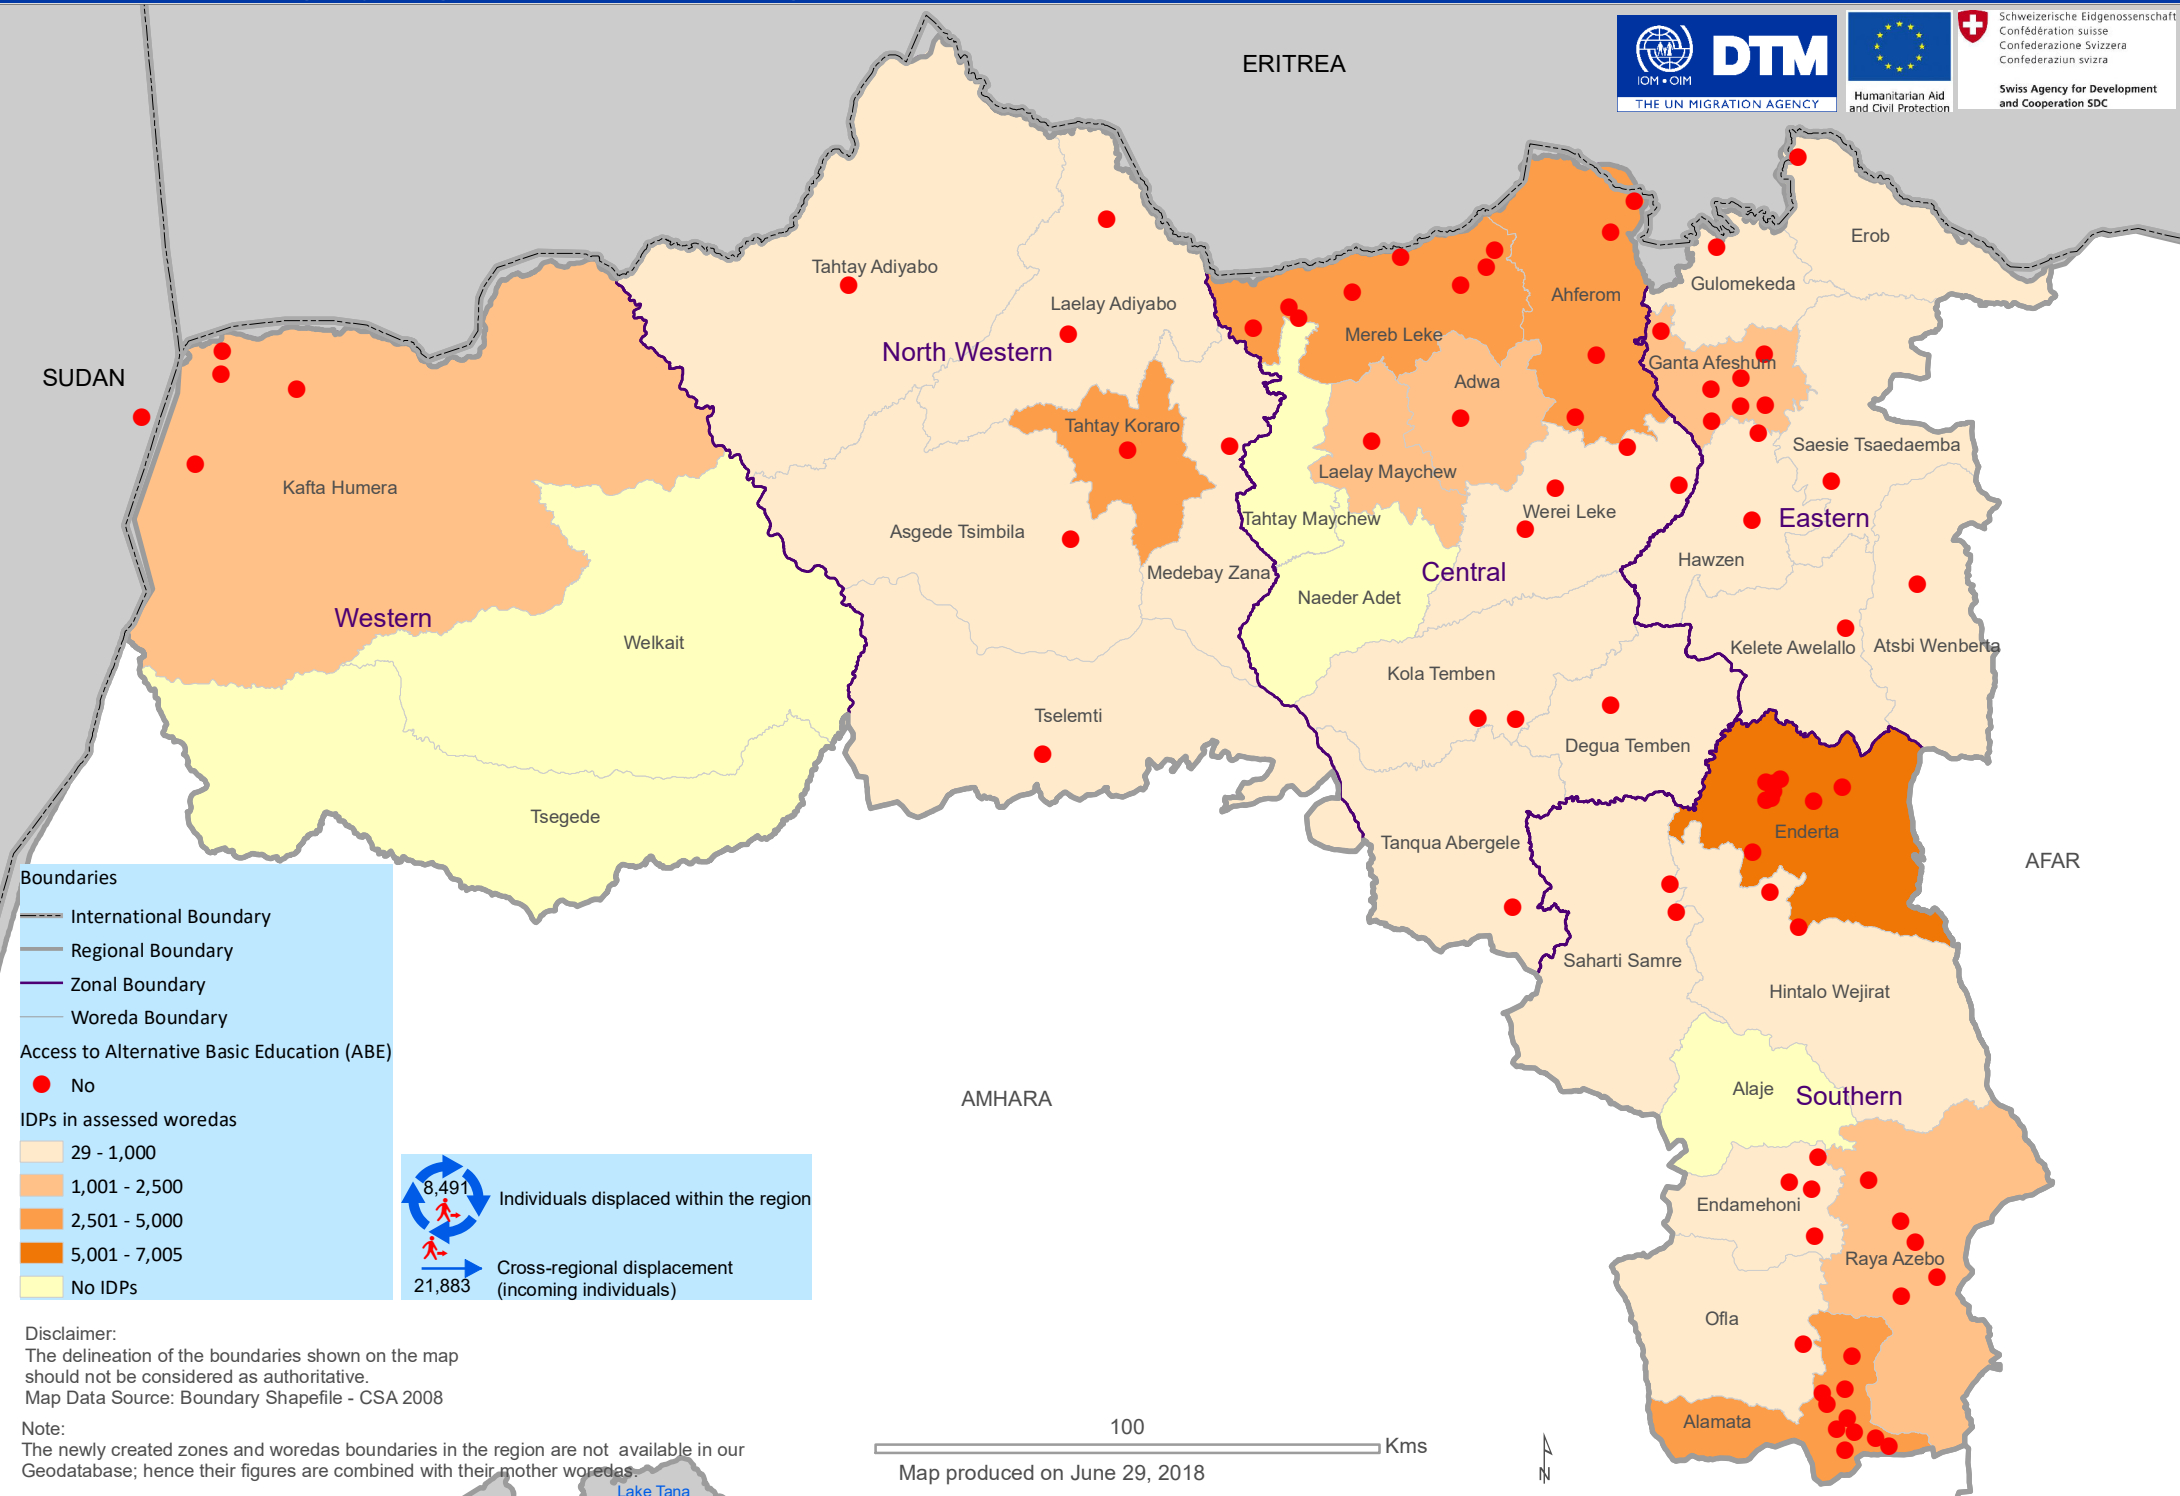 ERITREA
IOM • OIM
DTM
THE UN MIGRATION AGENCY
Humanitarian Aid
and Civil Protection
Schweizerische Eidgenossenschaft
Confédération suisse
Confederazione Svizzera
Confederaziun svizra
Swiss Agency for Development
and Cooperation SDC
Erob
Tahtay Adiyabo
Gulomekeda
Laelay Adiyabo
Ahferom
Mereb Leke
North Western
Ganta Afeshum
SUDAN
Adwa
Tahtay Koraro
Saesie Tsaedaemba
Laelay Maychew
Kafta Humera
Werei Leke
Tahtay Maychew
Eastern
Asgede Tsimbila
Hawzen
Medebay Zana
Central
Naeder Adet
Western
Welkait
Kelete Awelallo
Atsbi Wenberta
Kola Temben
Tselemti
Degua Temben
Tsegede
Enderta
Tanqua Abergele
AFAR
Saharti Samre
Hintalo Wejirat
Alaje
Southern
AMHARA
Endamehoni
Raya Azebo
Ofla
Alamata
Boundaries
International Boundary
Regional Boundary
Zonal Boundary
Woreda Boundary
Access to Alternative Basic Education (ABE)
No
IDPs in assessed woredas
29 - 1,000
1,001 - 2,500
2,501 - 5,000
5,001 - 7,005
No IDPs
8,491
Individuals displaced within the region
21,883
Cross-regional displacement
(incoming individuals)
Disclaimer:
The delineation of the boundaries shown on the map
should not be considered as authoritative.
Map Data Source: Boundary Shapefile - CSA 2008
Note:
The newly created zones and woredas boundaries in the region are not available in our
Geodatabase; hence their figures are combined with their mother woredas.
Lake Tana
100
Kms
Map produced on June 29, 2018
N